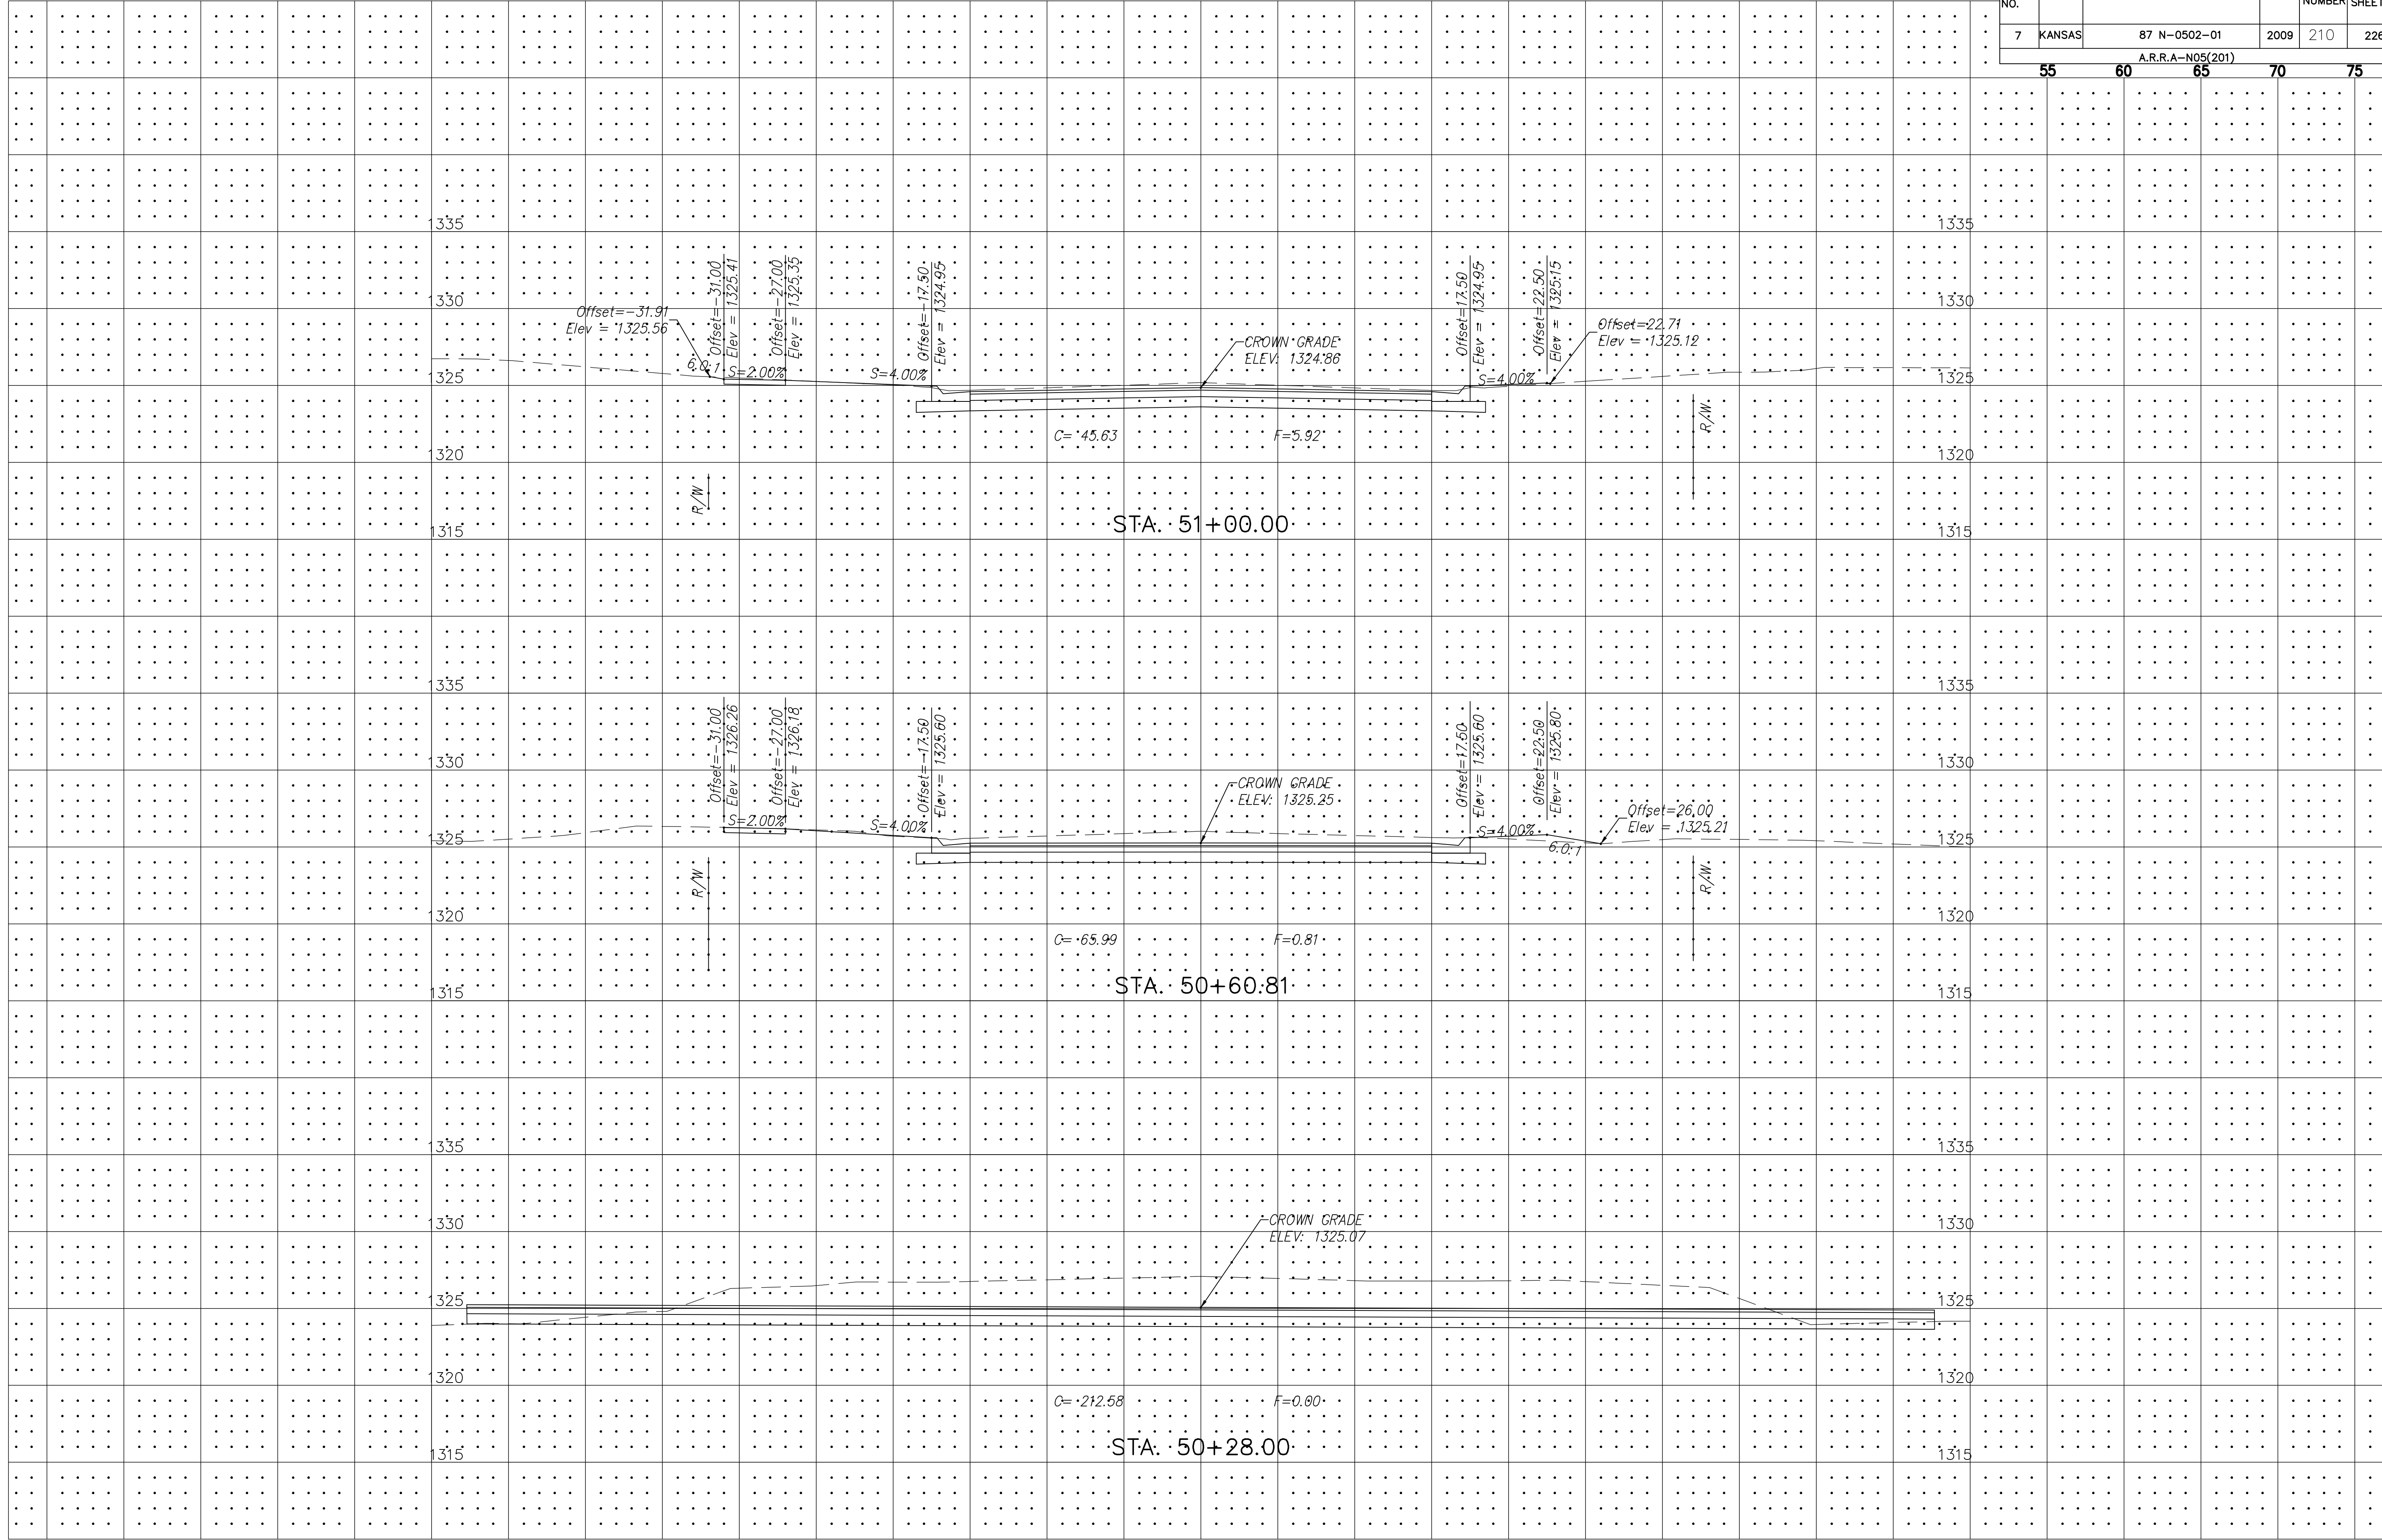 NO.
NUMBER
SHEET
7 KANSAS 87 N-0502-01 2009 210 226
A.R.R.A-N05(201)
55 60 65 70 75
1335 1335
Offset=-31.00
Elev = 1325.41
Offset=-27.00
Elev = 1325.35
Offset=-17.50
Elev = 1324.95
Offset=17.50
Elev = 1324.95
Offset=22.50
Elev = 1325.15
1330 1330
Offset=-31.91
Elev = 1325.56
CROWN GRADE
ELEV: 1324.86
Offset=22.71
Elev = 1325.12
6.0:1 S=2.00% S=4.00% S=4.00%
1325 1325
C= 45.63 F=5.92
R/W
1320 1320
R/W
STA. 51+00.00
1315 1315
1335 1335
Offset=-31.00
Elev = 1326.26
Offset=-27.00
Elev = 1326.18
Offset=-17.50
Elev = 1325.60
Offset=17.50
Elev = 1325.60
Offset=22.50
Elev = 1325.80
1330 1330
CROWN GRADE
ELEV: 1325.25
Offset=26.00
Elev = 1325.21
S=2.00% S=4.00% S=4.00%
6.0:1
1325 1325
R/W R/W
1320 1320
C= 65.99 F=0.81
STA. 50+60.81
1315 1315
1335 1335
1330 1330
CROWN GRADE
ELEV: 1325.07
1325 1325
1320 1320
C= 212.58 F=0.00
STA. 50+28.00
1315 1315